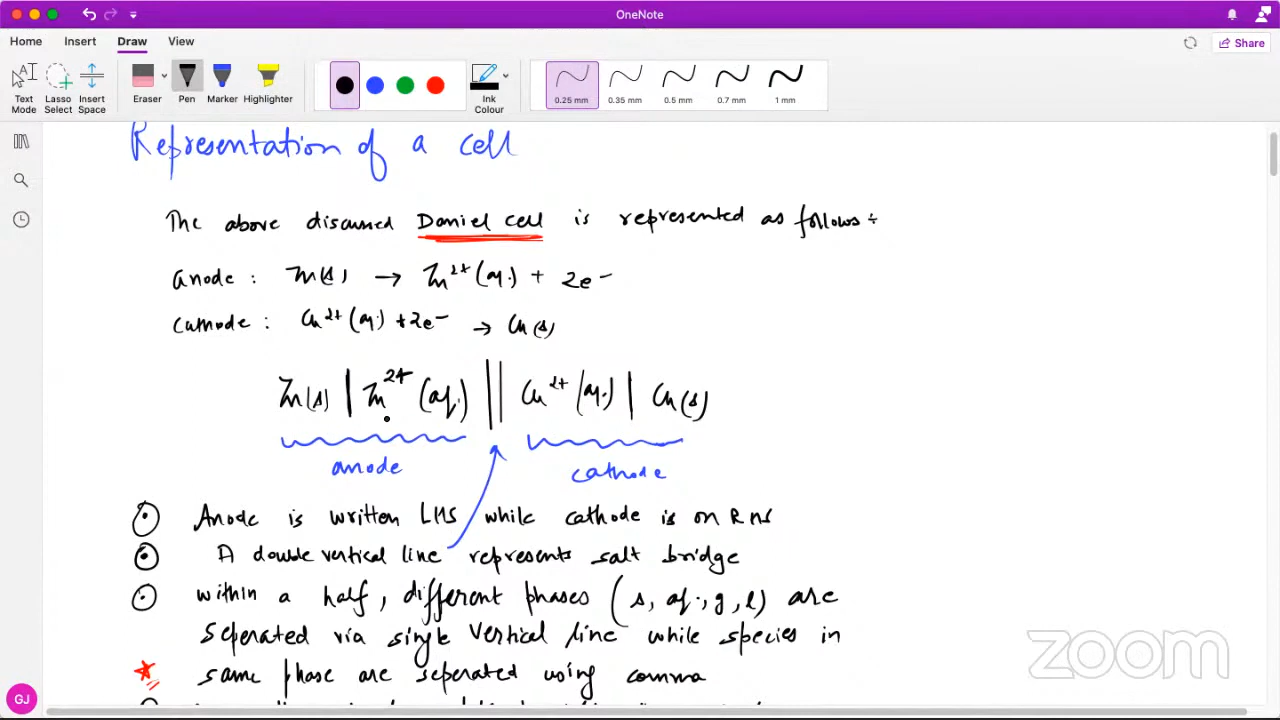 OneNote
Home Insert Draw View
Share
Text Mode
Lasso Select
Insert Space
Eraser
Pen
Marker
Highlighter
Ink Colour
0.25 mm 0.35 mm 0.5 mm 0.7 mm 1 mm
Representation of a cell
The above discussed Daniel cell is represented as follows :
anode : Zn(s) → Zn²⁺(aq.) + 2e⁻
Cathode : Cu²⁺(aq.) + 2e⁻ → Cu(s)
Zn(s) | Zn²⁺(aq.) || Cu²⁺(aq.) | Cu(s)
anode cathode
Anode is written LHS while cathode is on RHS
A double vertical line represents salt bridge
within a half, different phases (s, aq., g, l) are
seperated via single vertical line while species in
same phase are seperated using comma
zoom
GJ